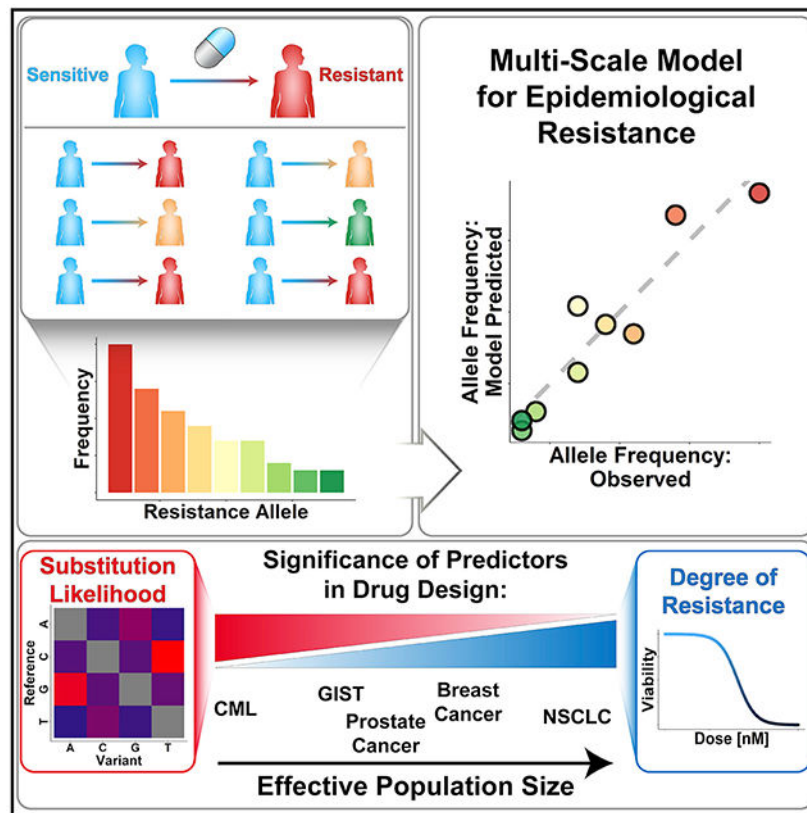 Sensitive
Resistant
Frequency
Resistance Allele
Multi-Scale Model
for Epidemiological
Resistance
Allele Frequency:
Model Predicted
Allele Frequency:
Observed
Substitution
Likelihood
Reference
A
C
G
T
A C G T
Variant
Significance of Predictors
in Drug Design:
CML
GIST
Prostate
Cancer
Breast
Cancer
NSCLC
Effective Population Size
Degree of
Resistance
Viability
Dose [nM]